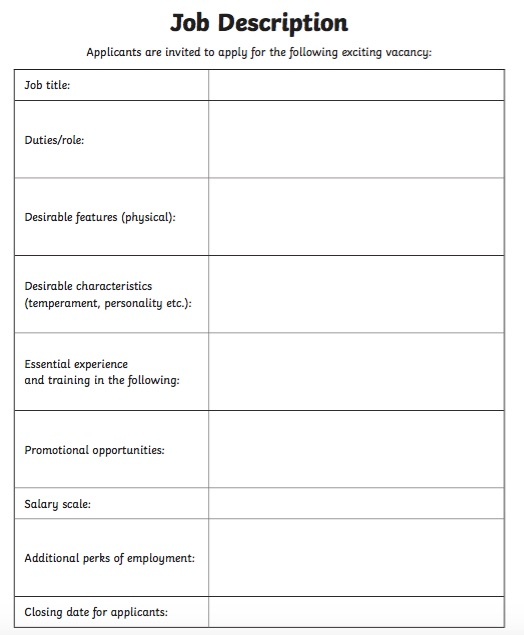 Job Description
Applicants are invited to apply for the following exciting vacancy:
Job title:
Duties/role:
Desirable features (physical):
Desirable characteristics
(temperament, personality etc.):
Essential experience
and training in the following:
Promotional opportunities:
Salary scale:
Additional perks of employment:
Closing date for applicants: